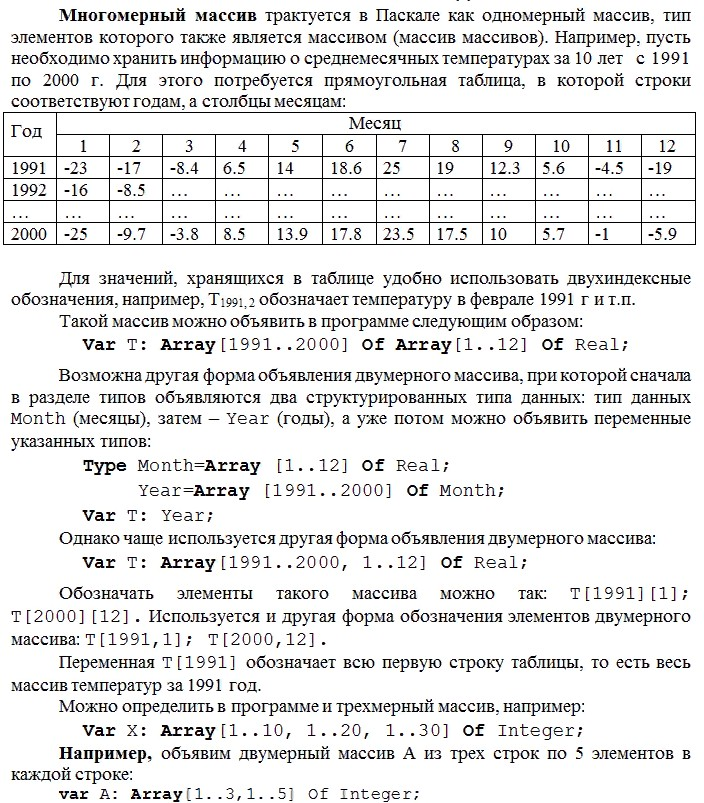 Многомерный массив трактуется в Паскале как одномерный массив, тип
элементов которого также является массивом (массив массивов). Например, пусть
необходимо хранить информацию о среднемесячных температурах за 10 лет с 1991
по 2000 г. Для этого потребуется прямоугольная таблица, в которой строки
соответствуют годам, а столбцы месяцам:
Год Месяц
1 2 3 4 5 6 7 8 9 10 11 12
1991 -23 -17 -8.4 6.5 14 18.6 25 19 12.3 5.6 -4.5 -19
1992 -16 -8.5 … … … … … … … … … …
… … … … … … … … … … … … …
2000 -25 -9.7 -3.8 8.5 13.9 17.8 23.5 17.5 10 5.7 -1 -5.9
Для значений, хранящихся в таблице удобно использовать двухиндексные
обозначения, например, T1991, 2 обозначает температуру в феврале 1991 г и т.п.
Такой массив можно объявить в программе следующим образом:
Var T: Array[1991..2000] Of Array[1..12] Of Real;
Возможна другая форма объявления двумерного массива, при которой сначала
в разделе типов объявляются два структурированных типа данных: тип данных
Month (месяцы), затем – Year (годы), а уже потом можно объявить переменные
указанных типов:
Type Month=Array [1..12] Of Real;
Year=Array [1991..2000] Of Month;
Var T: Year;
Однако чаще используется другая форма объявления двумерного массива:
Var T: Array[1991..2000, 1..12] Of Real;
Обозначать элементы такого массива можно так: T[1991][1];
T[2000][12]. Используется и другая форма обозначения элементов двумерного
массива: T[1991,1]; T[2000,12].
Переменная T[1991] обозначает всю первую строку таблицы, то есть весь
массив температур за 1991 год.
Можно определить в программе и трехмерный массив, например:
Var X: Array[1..10, 1..20, 1..30] Of Integer;
Например, объявим двумерный массив А из трех строк по 5 элементов в
каждой строке:
var A: Array[1..3,1..5] Of Integer;